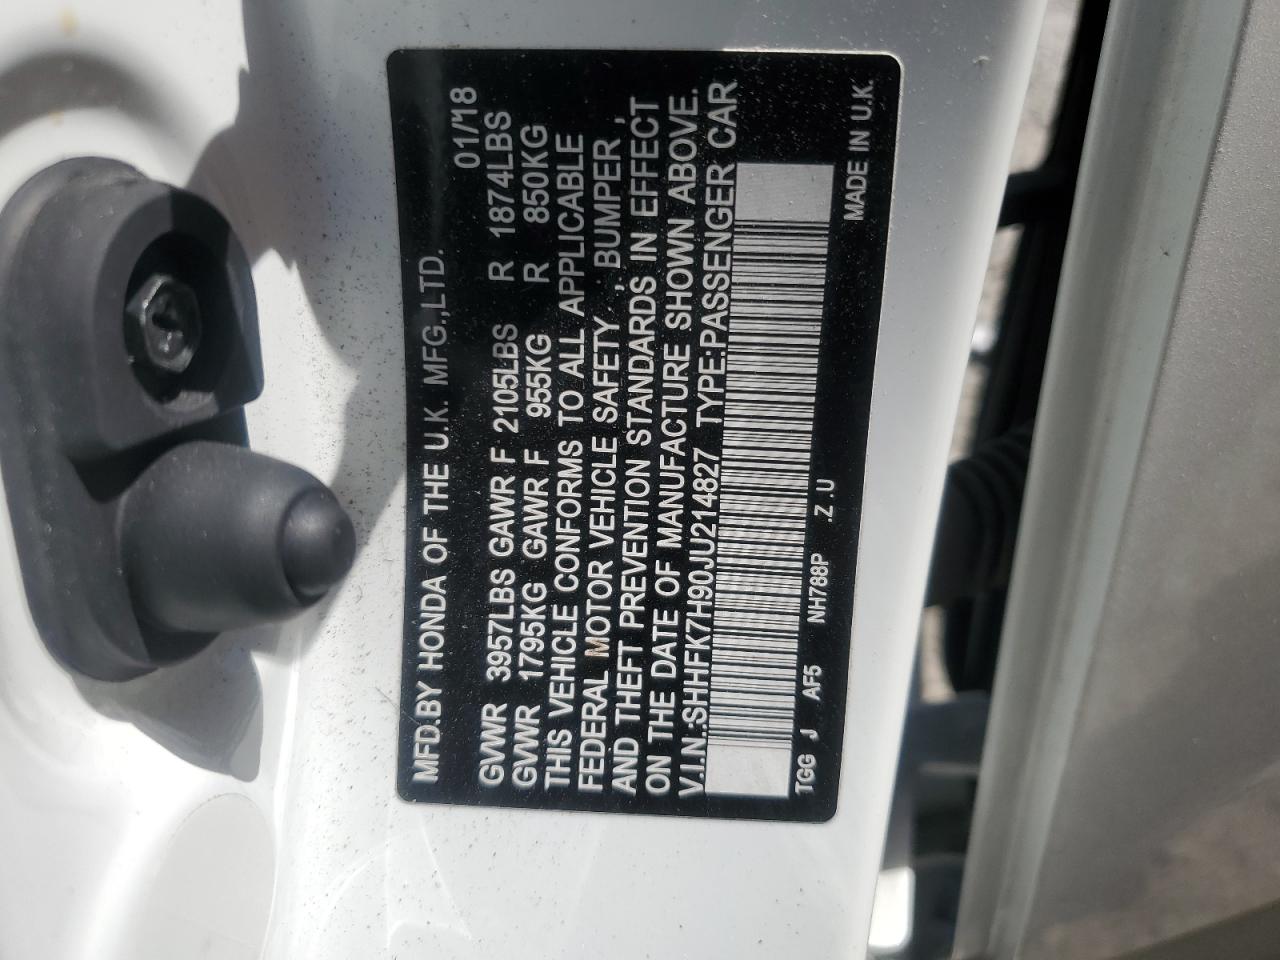 MFD.BY HONDA OF THE U.K. MFG.,LTD.
01/18
GVWR 3957LBS GAWR F 2105LBS R 1874LBS
GVWR 1795KG GAWR F 955KG R 850KG
THIS VEHICLE CONFORMS TO ALL APPLICABLE
FEDERAL MOTOR VEHICLE SAFETY, , BUMPER ,
AND THEFT PREVENTION STANDARDS IN EFFECT
ON THE DATE OF MANUFACTURE SHOWN ABOVE.
V.I.N.:SHHFK7H90JU214827 TYPE:PASSENGER CAR
TGG J AF5 NH788P .Z.U MADE IN U.K.